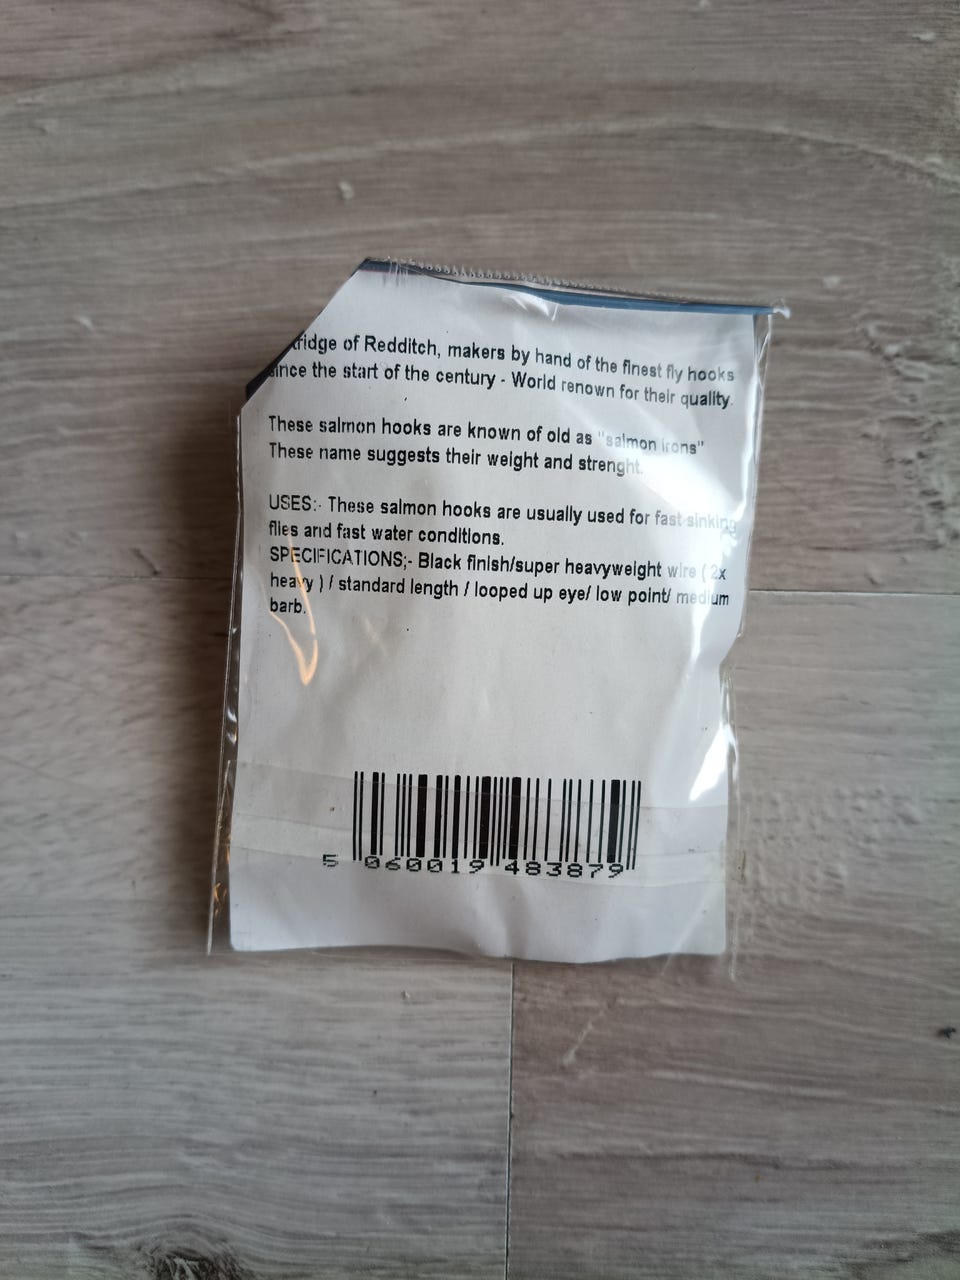 tridge of Redditch, makers by hand of the finest fly hooks
since the start of the century - World renown for their quality.
These salmon hooks are known of old as "salmon irons"
These name suggests their weight and strenght.
USES:- These salmon hooks are usually used for fast sinking
flies and fast water conditions.
SPECIFICATIONS;- Black finish/super heavyweight wire ( 2x
heavy ) / standard length / looped up eye/ low point/ medium
barb.
5 060019 483879